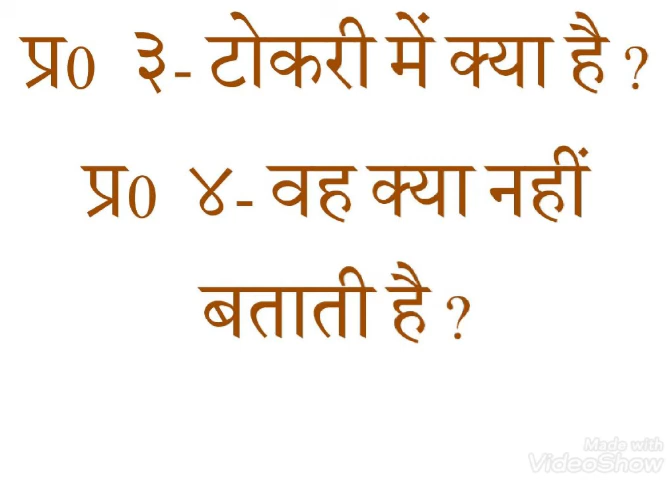 प्र0 ३- टोकरी में क्या है ?
प्र0 ४- वह क्या नहीं
बताती है ?
Made with
VideoShow